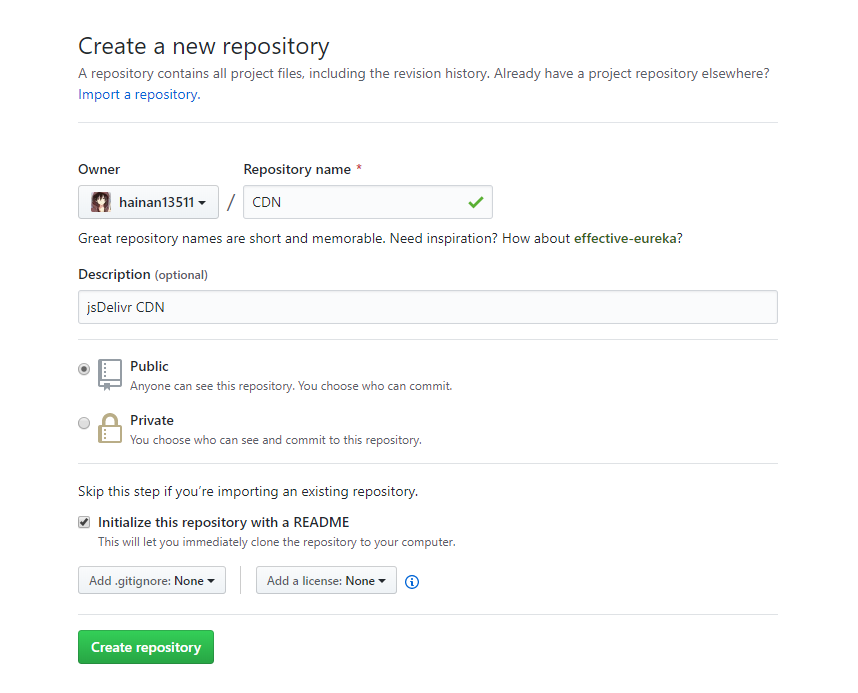 Create a new repository
A repository contains all project files, including the revision history. Already have a project repository elsewhere?
Import a repository.
Owner
Repository name *
hainan13511 / CDN
Great repository names are short and memorable. Need inspiration? How about effective-eureka?
Description (optional)
jsDelivr CDN
Public
Anyone can see this repository. You choose who can commit.
Private
You choose who can see and commit to this repository.
Skip this step if you’re importing an existing repository.
Initialize this repository with a README
This will let you immediately clone the repository to your computer.
Add .gitignore: None
Add a license: None
Create repository